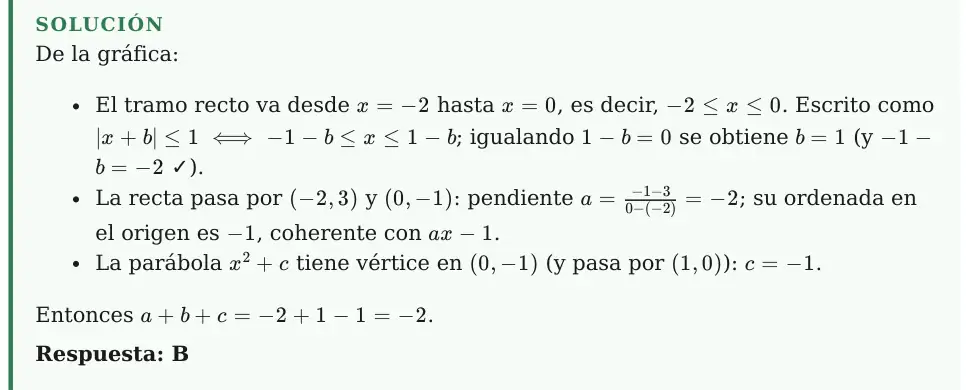 SOLUCIÓN
De la gráfica:
• El tramo recto va desde x = −2 hasta x = 0, es decir, −2 ≤ x ≤ 0. Escrito como
|x + b| ≤ 1 ⟺ −1 − b ≤ x ≤ 1 − b; igualando 1 − b = 0 se obtiene b = 1 (y −1 −
b = −2 ✓).
• La recta pasa por (−2, 3) y (0, −1): pendiente a = \frac{−1−3}{0−(−2)} = −2; su ordenada en
el origen es −1, coherente con ax − 1.
• La parábola x² + c tiene vértice en (0, −1) (y pasa por (1, 0)): c = −1.
Entonces a + b + c = −2 + 1 − 1 = −2.
Respuesta: B